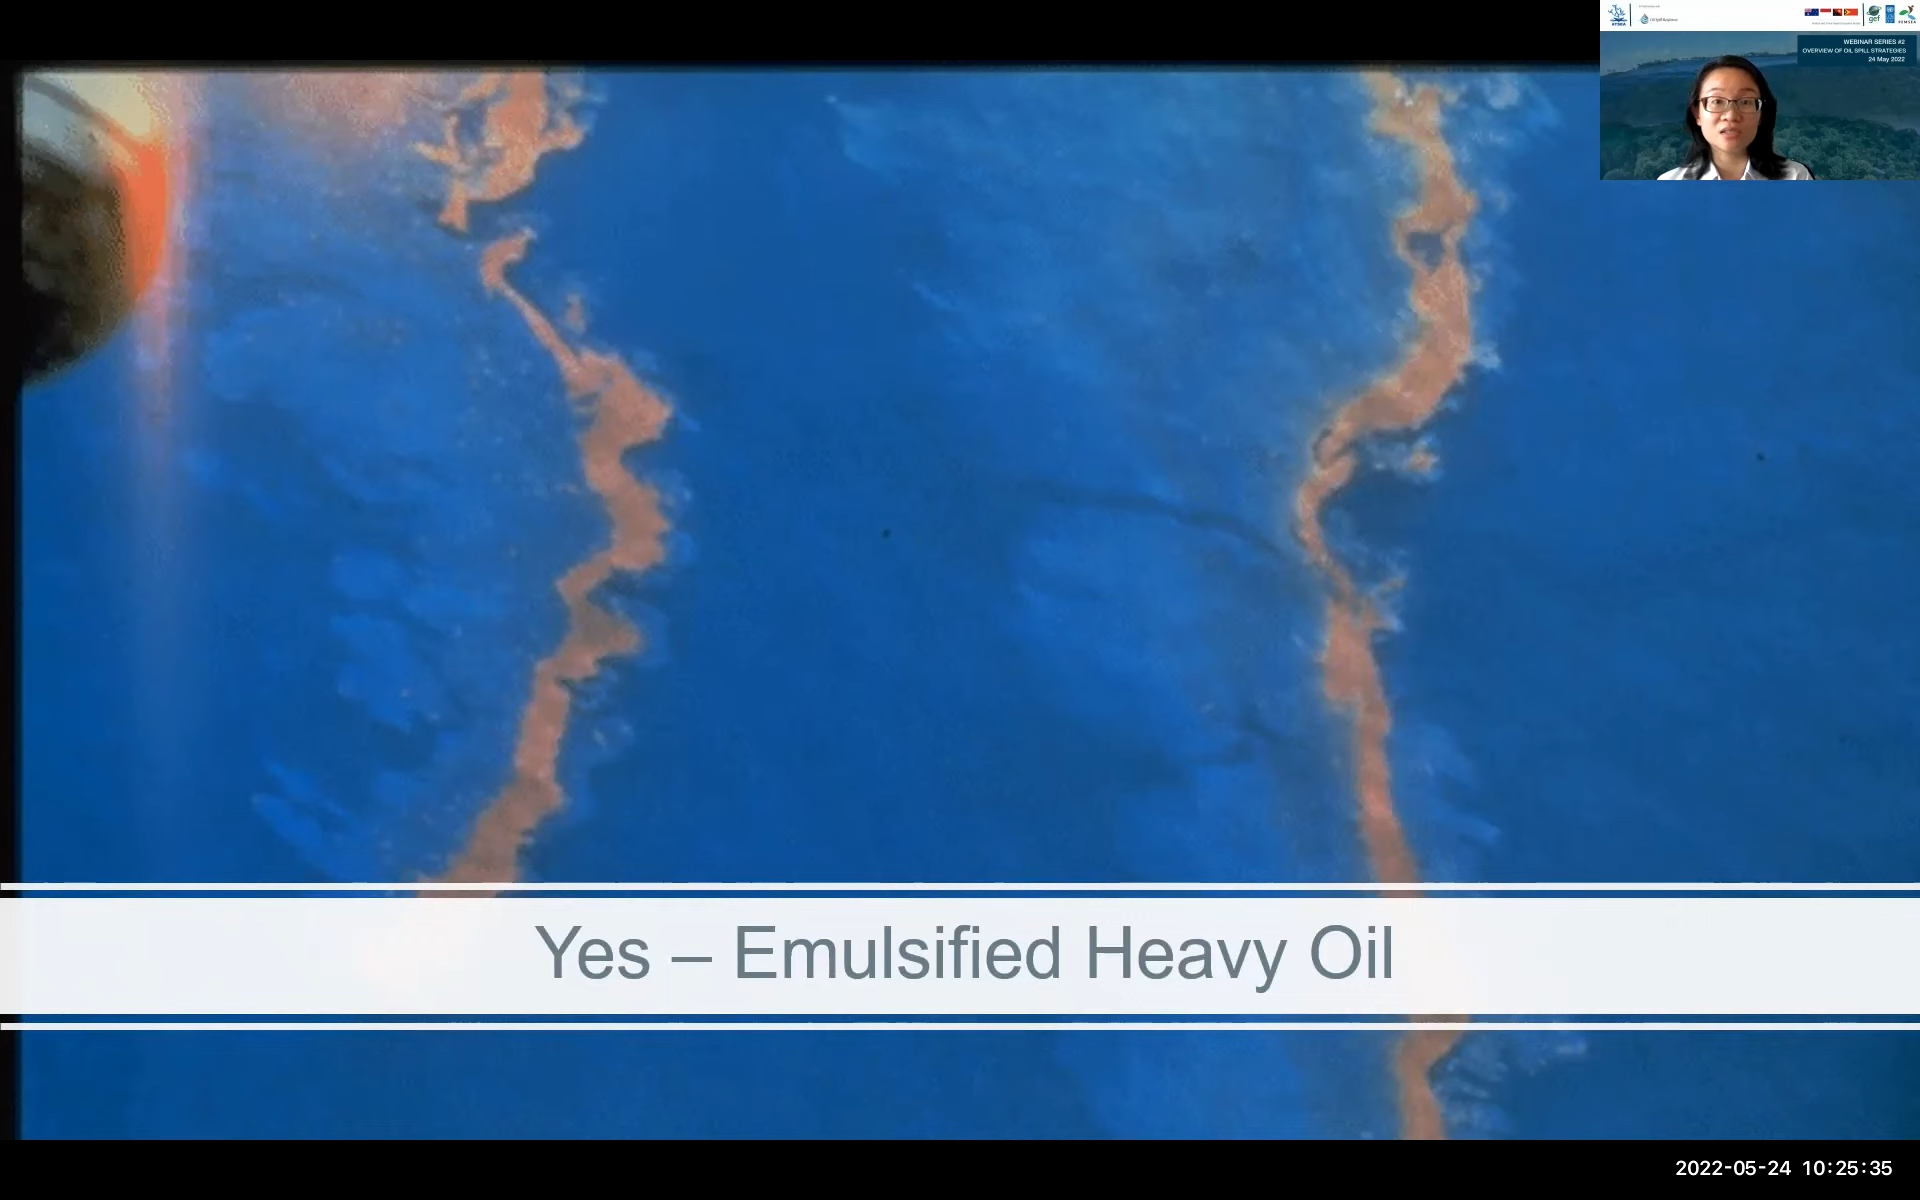 WEBINAR SERIES #2
OVERVIEW OF OIL SPILL STRATEGIES
24 May 2022
gef
Yes – Emulsified Heavy Oil
2022-05-24 10:25:35